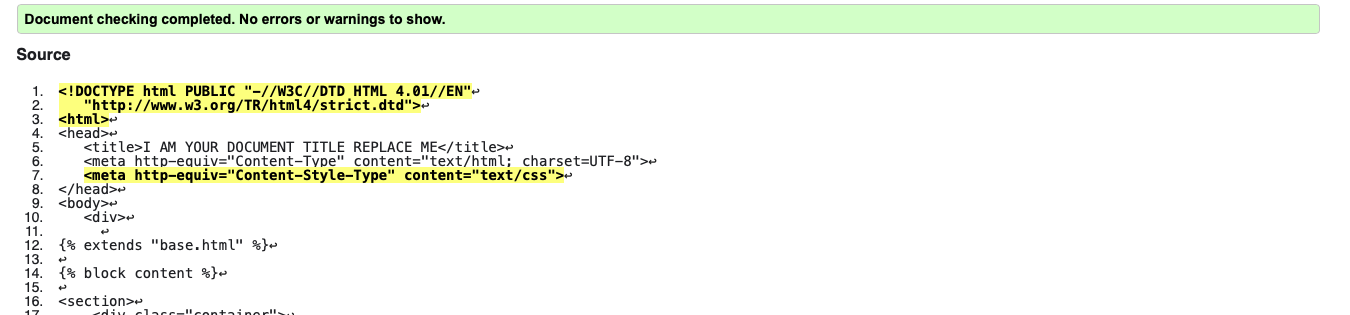 Document checking completed. No errors or warnings to show.
Source
1. <!DOCTYPE html PUBLIC "-//W3C//DTD HTML 4.01//EN"↩
2. "http://www.w3.org/TR/html4/strict.dtd">↩
3. <html>↩
4. <head>↩
5. <title>I AM YOUR DOCUMENT TITLE REPLACE ME</title>↩
6. <meta http-equiv="Content-Type" content="text/html; charset=UTF-8">↩
7. <meta http-equiv="Content-Style-Type" content="text/css">↩
8. </head>↩
9. <body>↩
10. <div>↩
11. ↩
12. {% extends "base.html" %}↩
13. ↩
14. {% block content %}↩
15. ↩
16. <section>↩
17. <div class="container">↩